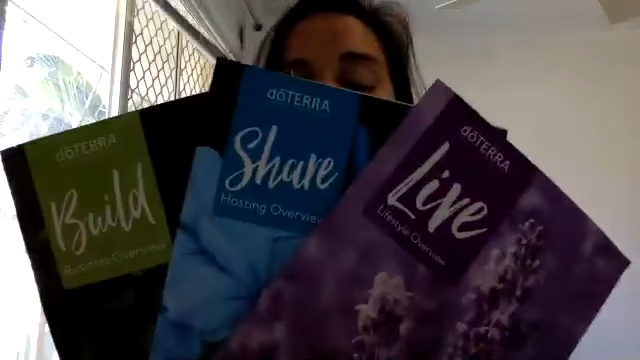 dōTERRA
Build
Business Overview
dōTERRA
Share
Hosting Overview
dōTERRA
Live
Lifestyle Overview